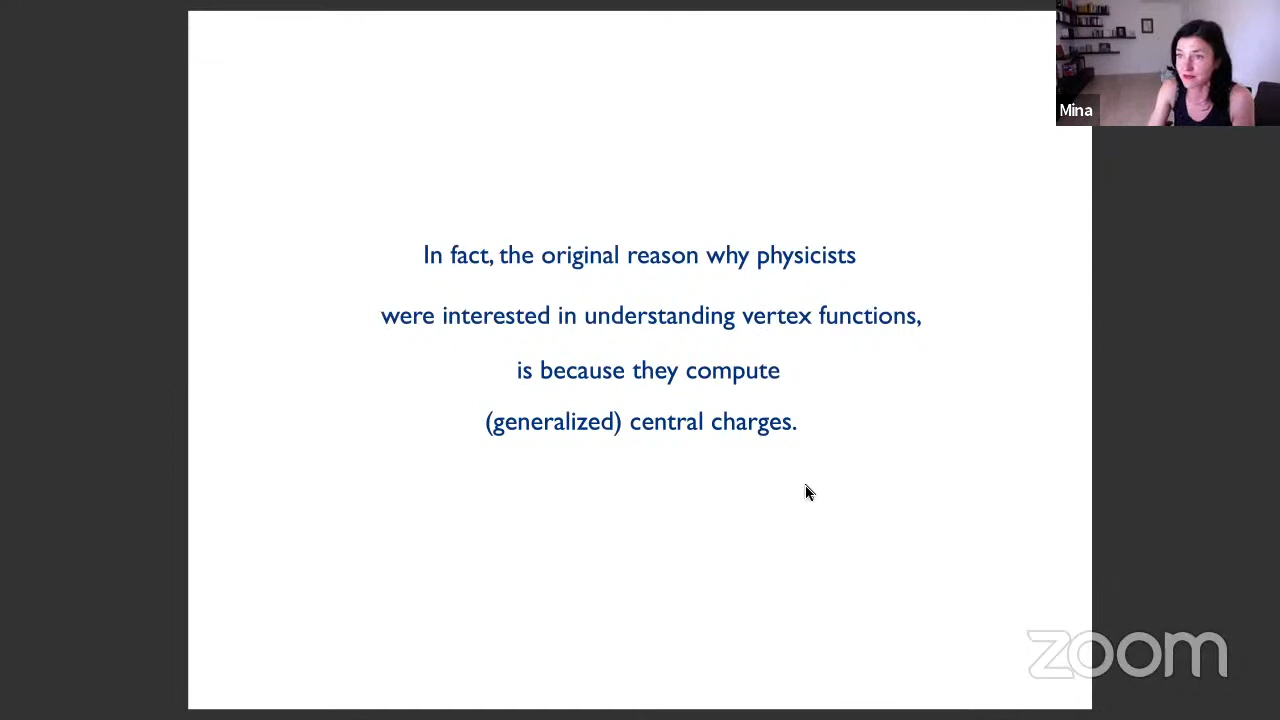 Mina
In fact, the original reason why physicists
were interested in understanding vertex functions,
is because they compute
(generalized) central charges.
zoom